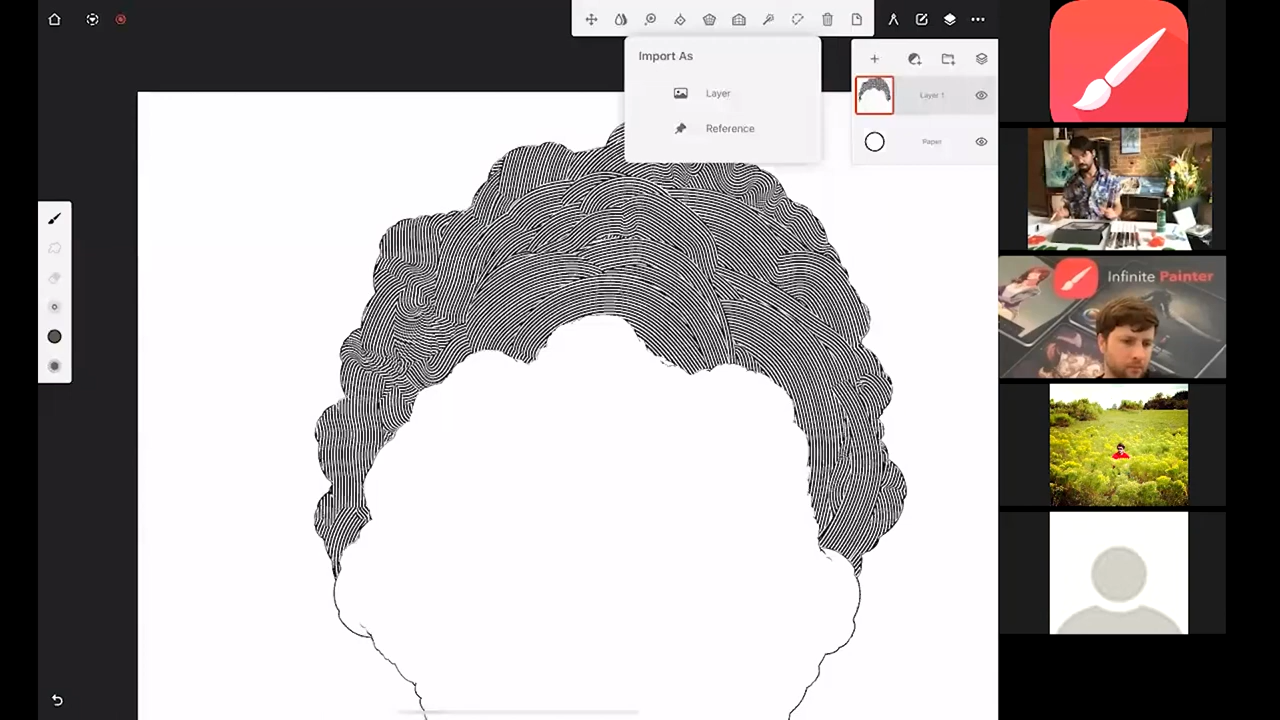 Import As
Layer
Reference
Layer 1
Paper
Infinite Painter